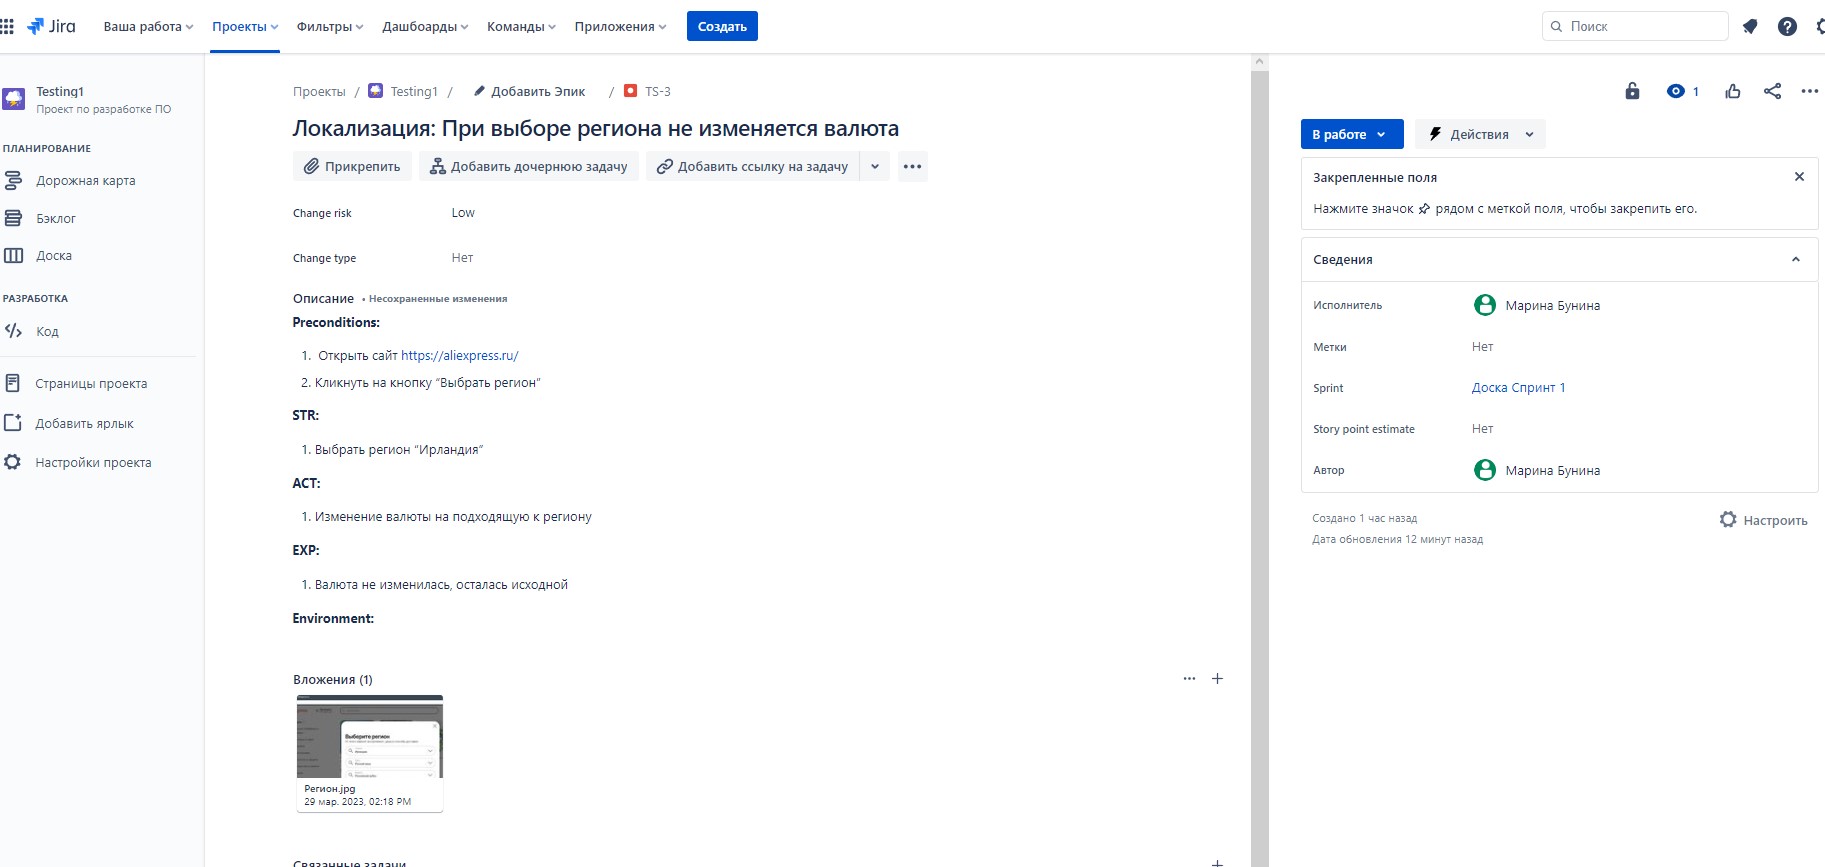 Jira
Ваша работа
Проекты
Фильтры
Дашбоарды
Команды
Приложения
Создать
Поиск
Testing1
Проект по разработке ПО
ПЛАНИРОВАНИЕ
Дорожная карта
Бэклог
Доска
РАЗРАБОТКА
Код
Страницы проекта
Добавить ярлык
Настройки проекта
Проекты / Testing1 / Добавить Эпик / TS-3
Локализация: При выборе региона не изменяется валюта
Прикрепить
Добавить дочернюю задачу
Добавить ссылку на задачу
Change risk Low
Change type Нет
Описание • Несохраненные изменения
Preconditions:
1. Открыть сайт https://aliexpress.ru/
2. Кликнуть на кнопку “Выбрать регион”
STR:
1. Выбрать регион “Ирландия”
ACT:
1. Изменение валюты на подходящую к региону
EXP:
1. Валюта не изменилась, осталась исходной
Environment:
Вложения (1)
Выберите регион
Регион.jpg
29 мар. 2023, 02:18 PM
Связанные задачи
1
В работе
Действия
Закрепленные поля
Нажмите значок рядом с меткой поля, чтобы закрепить его.
Сведения
Исполнитель Марина Бунина
Метки Нет
Sprint Доска Спринт 1
Story point estimate Нет
Автор Марина Бунина
Создано 1 час назад
Настроить
Дата обновления 12 минут назад